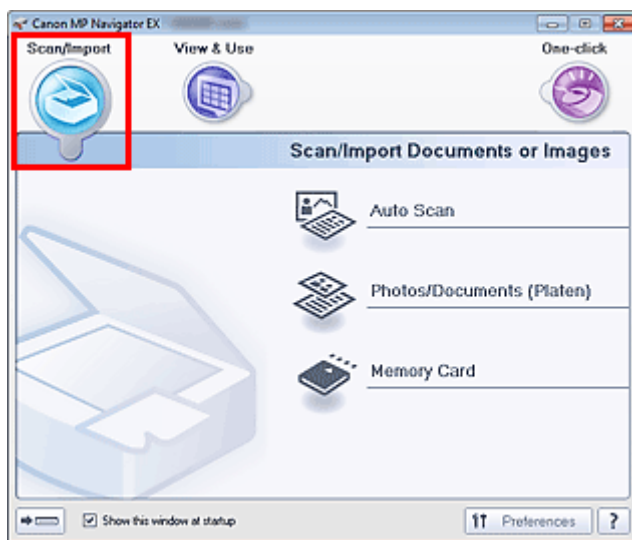 Canon MP Navigator EX
Scan/Import
View & Use
One-click
Scan/Import Documents or Images
Auto Scan
Photos/Documents (Platen)
Memory Card
Show this window at startup
Preferences
?